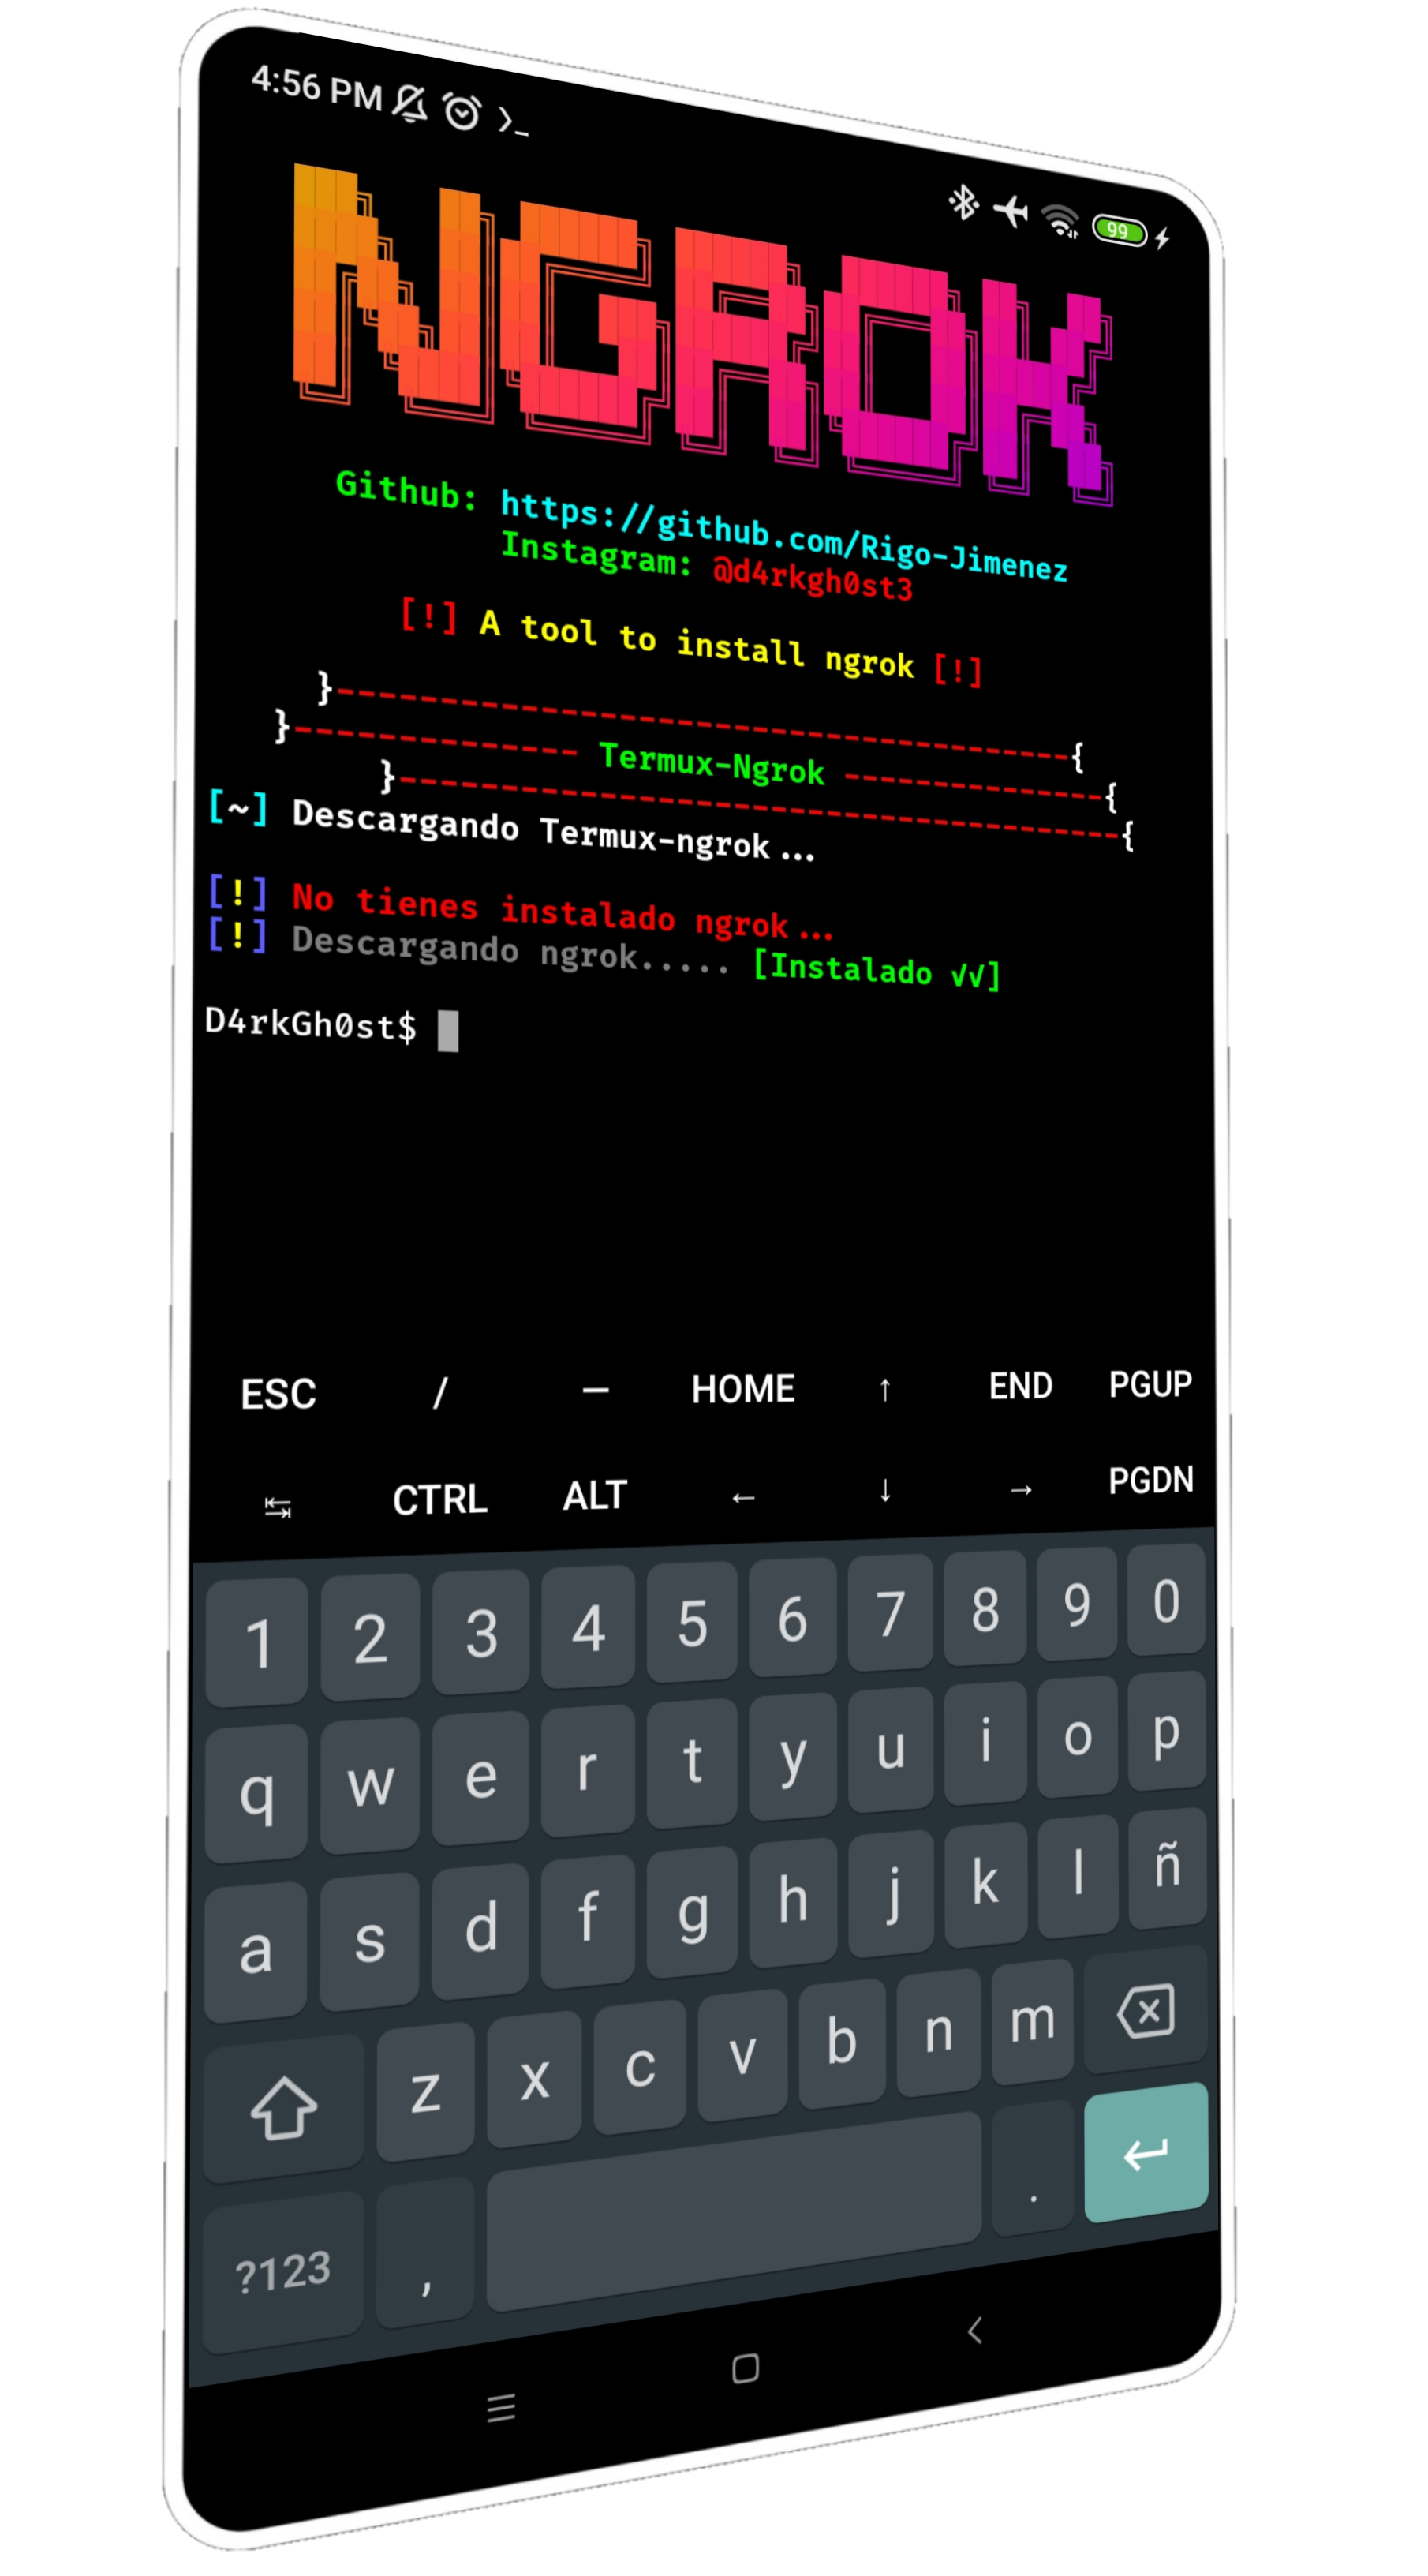 4:56 PM
99
NGROK
Github: https://github.com/Rigo-Jimenez
Instagram: @d4rkgh0st3
[!] A tool to install ngrok [!]
}-----------------------------------{
}-------------- Termux-Ngrok -------------{
}-----------------------------------{
[~] Descargando Termux-ngrok...
[!] No tienes instalado ngrok...
[!] Descargando ngrok..... [Instalado √√]
D4rkGh0st$
ESC / — HOME ↑ END PGUP
↹ CTRL ALT ← ↓ → PGDN
1 2 3 4 5 6 7 8 9 0
q w e r t y u i o p
a s d f g h j k l ñ
z x c v b n m
?123 , .